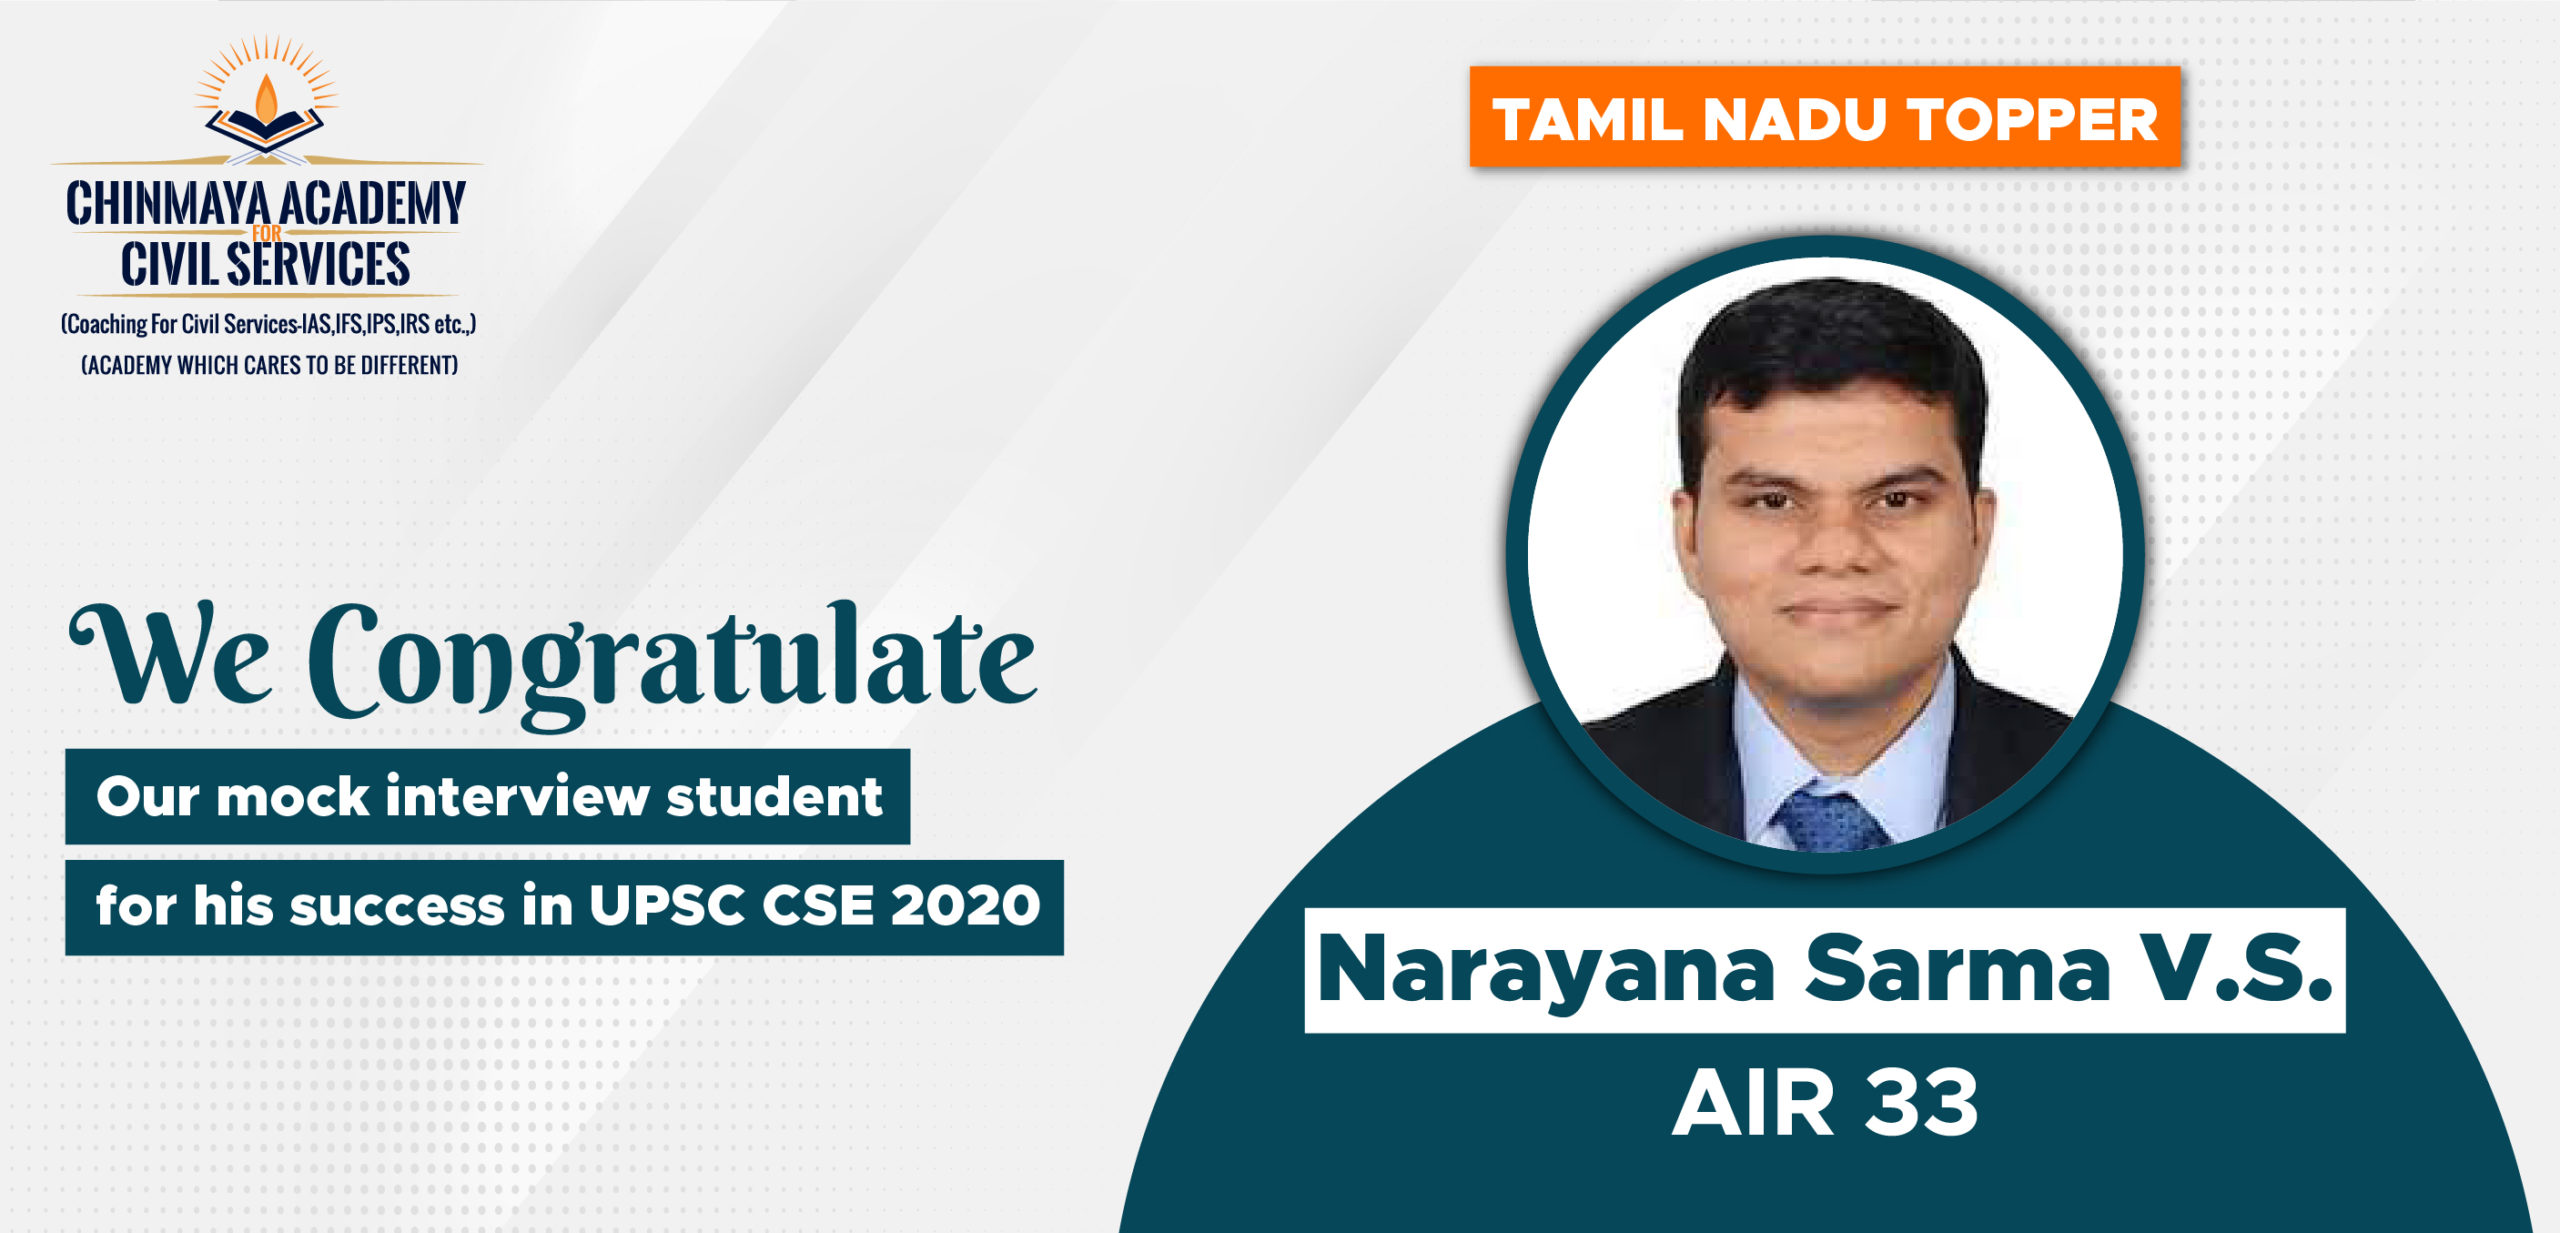 CHINMAYA ACADEMY
FOR
CIVIL SERVICES
(Coaching For Civil Services-IAS,IFS,IPS,IRS etc.,)
(ACADEMY WHICH CARES TO BE DIFFERENT)
We Congratulate
Our mock interview student
for his success in UPSC CSE 2020
TAMIL NADU TOPPER
Narayana Sarma V.S.
AIR 33